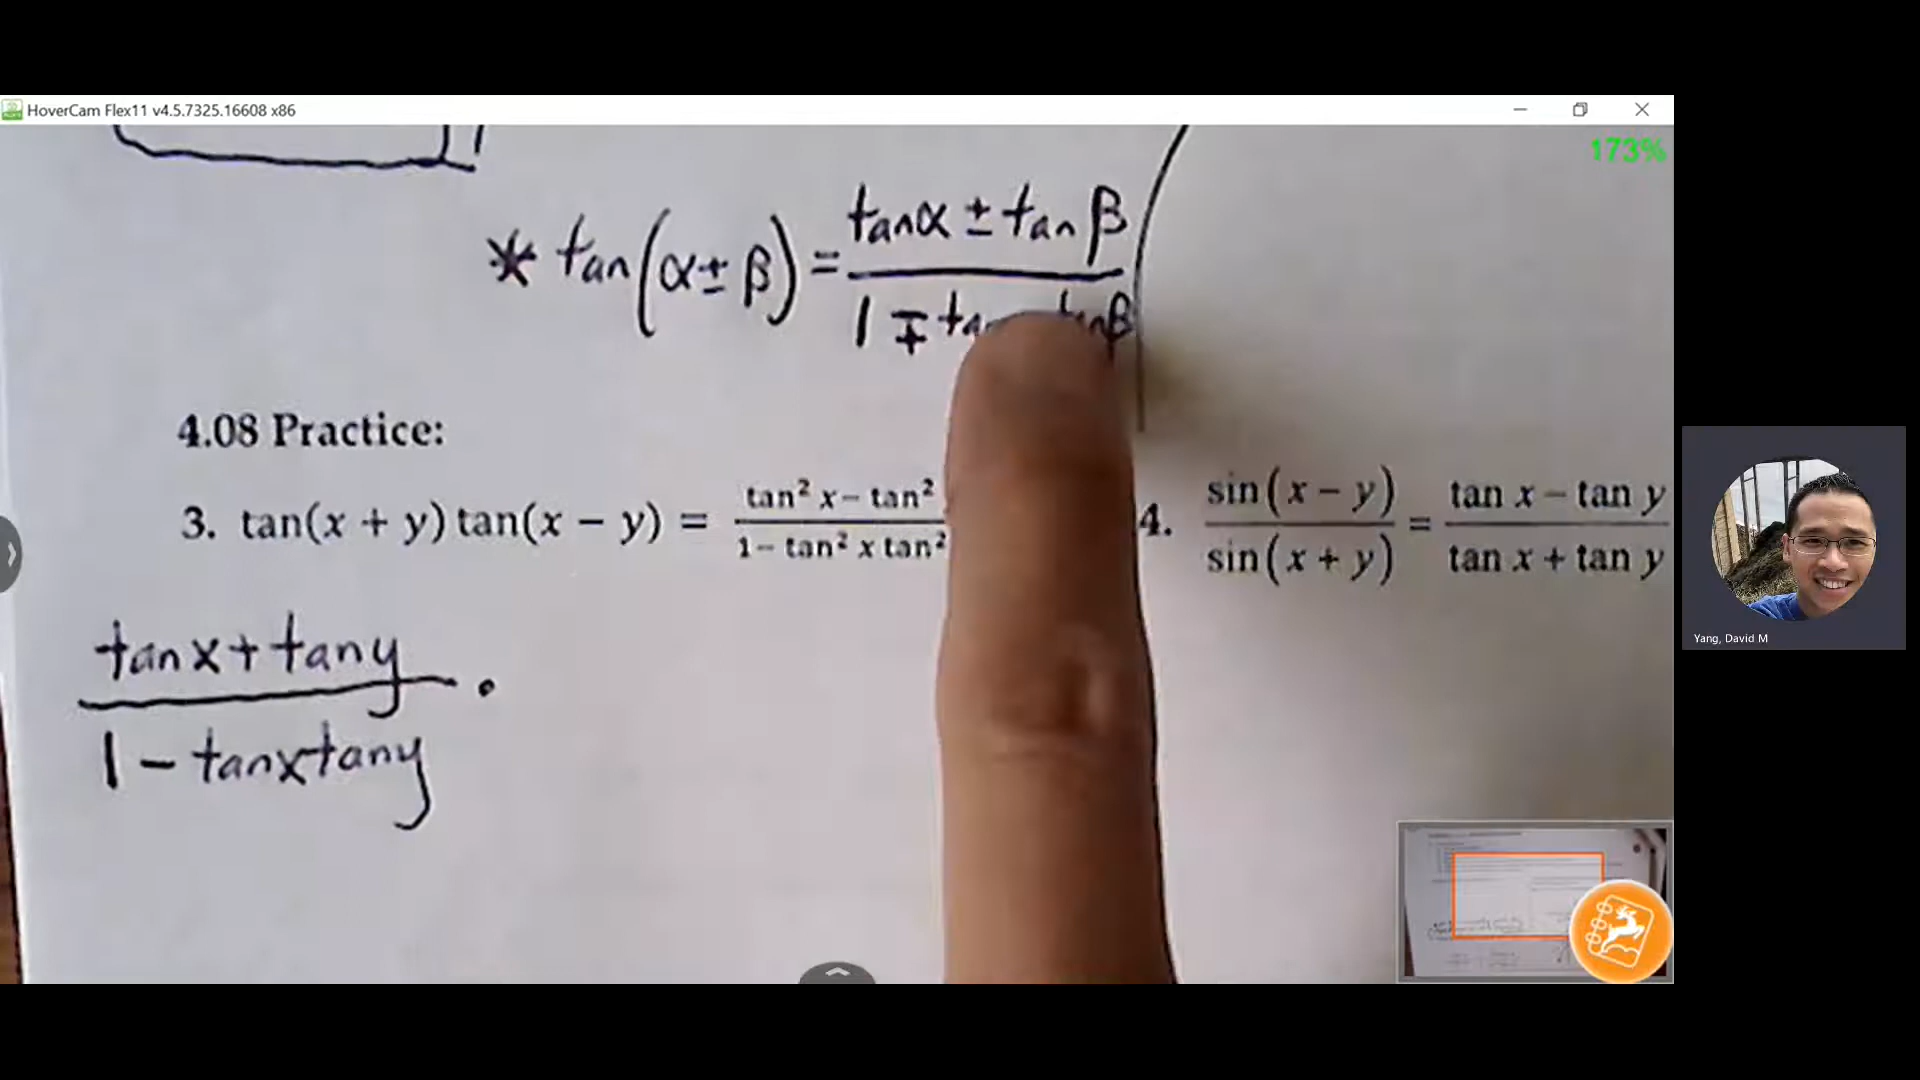 HoverCam Flex11 v4.5.7325.16608 x86
173%
* tan(α ± β) = tanα ± tan β
1 ∓ tanβ
4.08 Practice:
3. tan(x + y) tan(x − y) = tan² x − tan²
1 − tan² x tan²
4. sin(x − y) = tan x − tan y
sin(x + y) tan x + tan y
tanx + tany ·
1 − tanxtany
Yang, David M